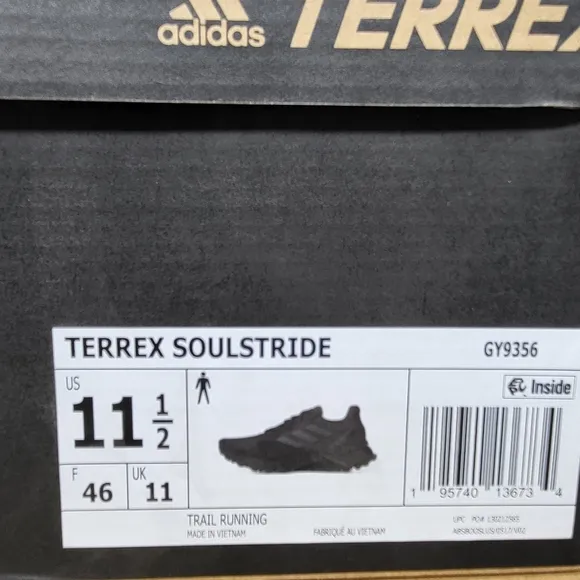 adidas TERREX
TERREX SOULSTRIDE GY9356
US
11 1/2
Inside
F 46 UK 11
1 95740 13673 4
TRAIL RUNNING
MADE IN VIETNAM FABRIQUÉ AU VIETNAM
UPC PO#